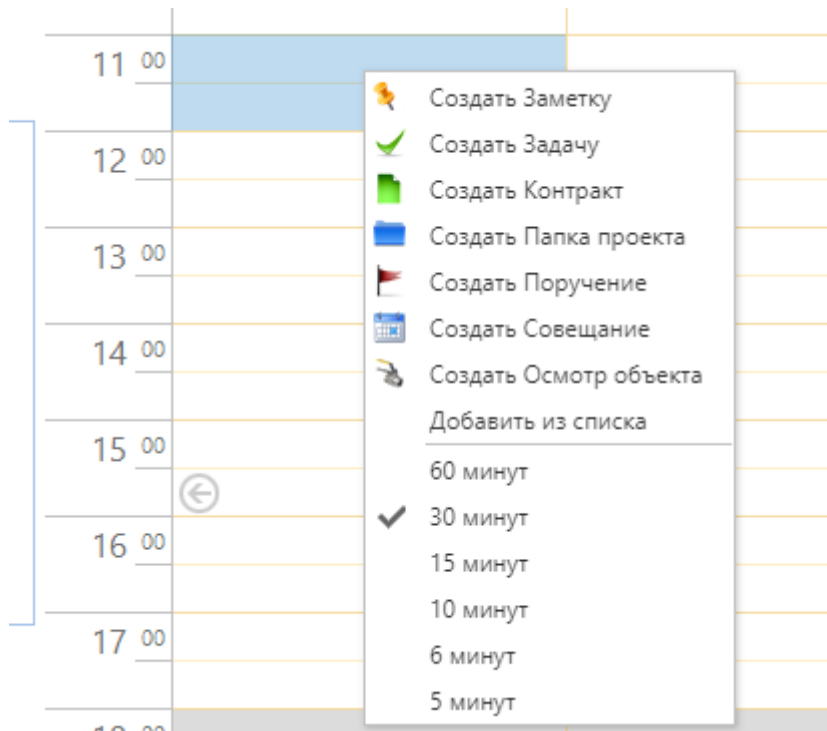 11 00
Создать Заметку
Создать Задачу
12 00
Создать Контракт
Создать Папка проекта
13 00
Создать Поручение
Создать Совещание
14 00
Создать Осмотр объекта
Добавить из списка
15 00
60 минут
30 минут
16 00
15 минут
10 минут
17 00
6 минут
5 минут